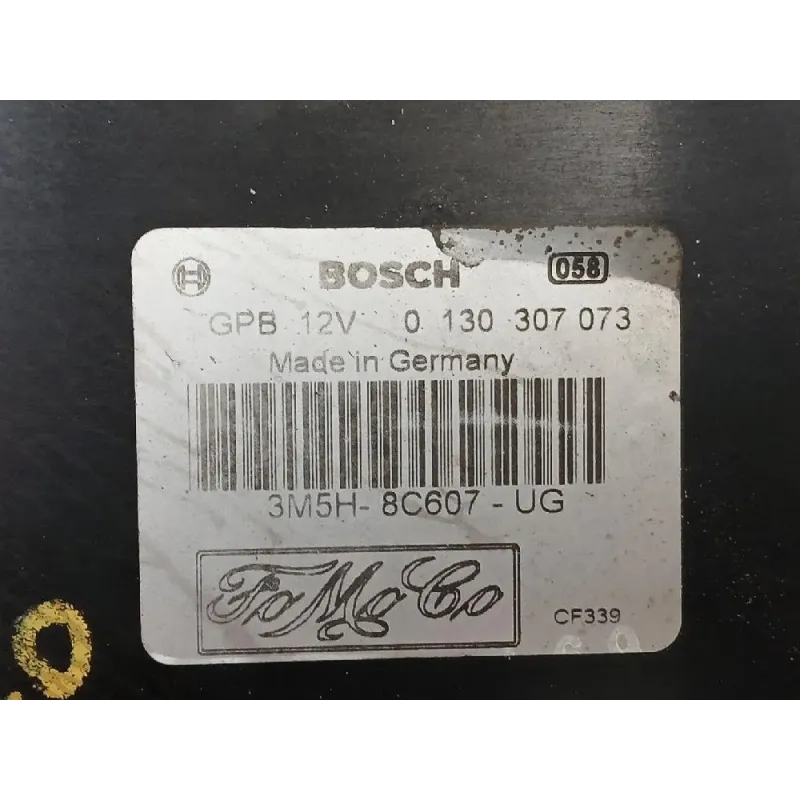 BOSCH 058
GPB 12V 0 130 307 073
Made in Germany
3M5H- 8C607 - UG
FoMoCo
CF339